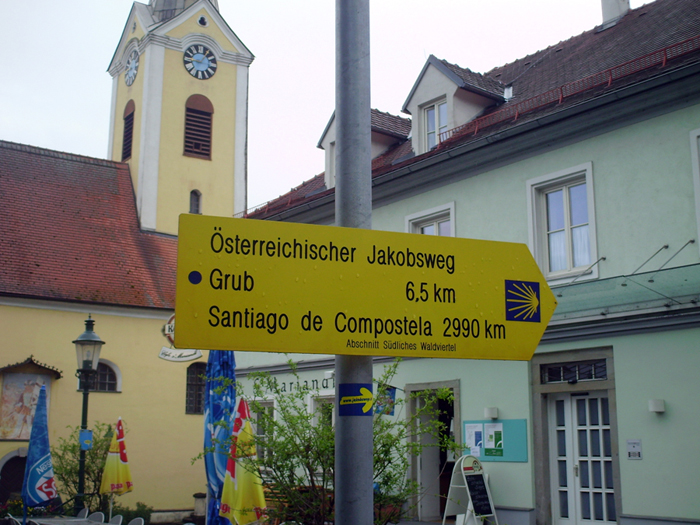 Österreichischer Jakobsweg
Grub 6,5 km
Santiago de Compostela 2990 km
Abschnitt Südliches Waldviertel